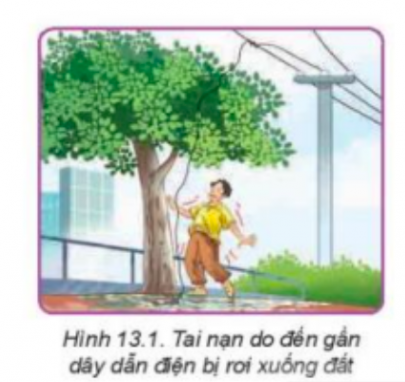 Hình 13.1. Tai nạn do đến gần
dây dẫn điện bị rơi xuống đất